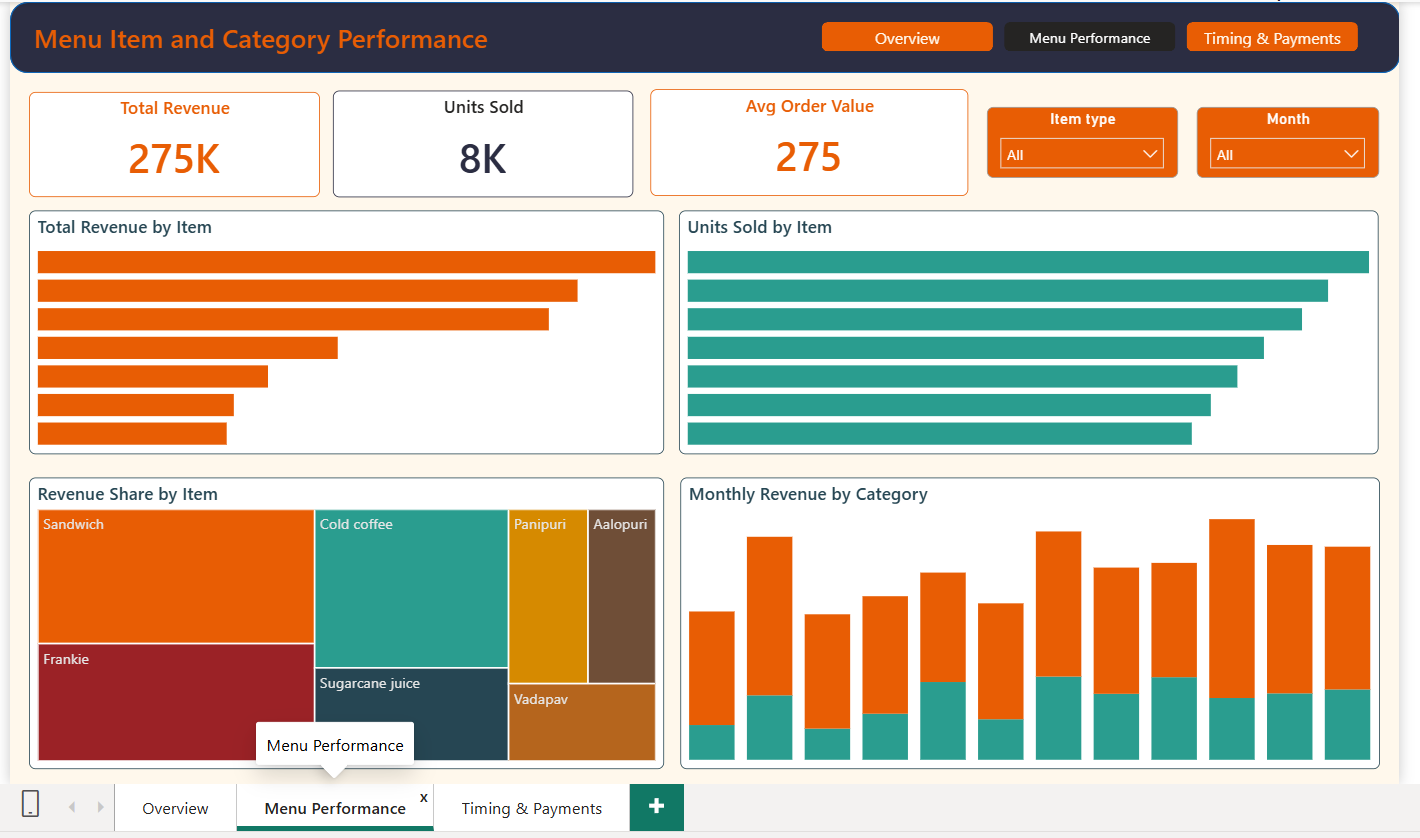 Menu Item and Category Performance
Overview
Menu Performance
Timing & Payments
Total Revenue
275K
Units Sold
8K
Avg Order Value
275
Item type
All
Month
All
Total Revenue by Item
Units Sold by Item
Revenue Share by Item
Sandwich
Cold coffee
Panipuri
Aalopuri
Frankie
Sugarcane juice
Vadapav
Monthly Revenue by Category
Menu Performance
Overview
Menu Performance
x
Timing & Payments
+